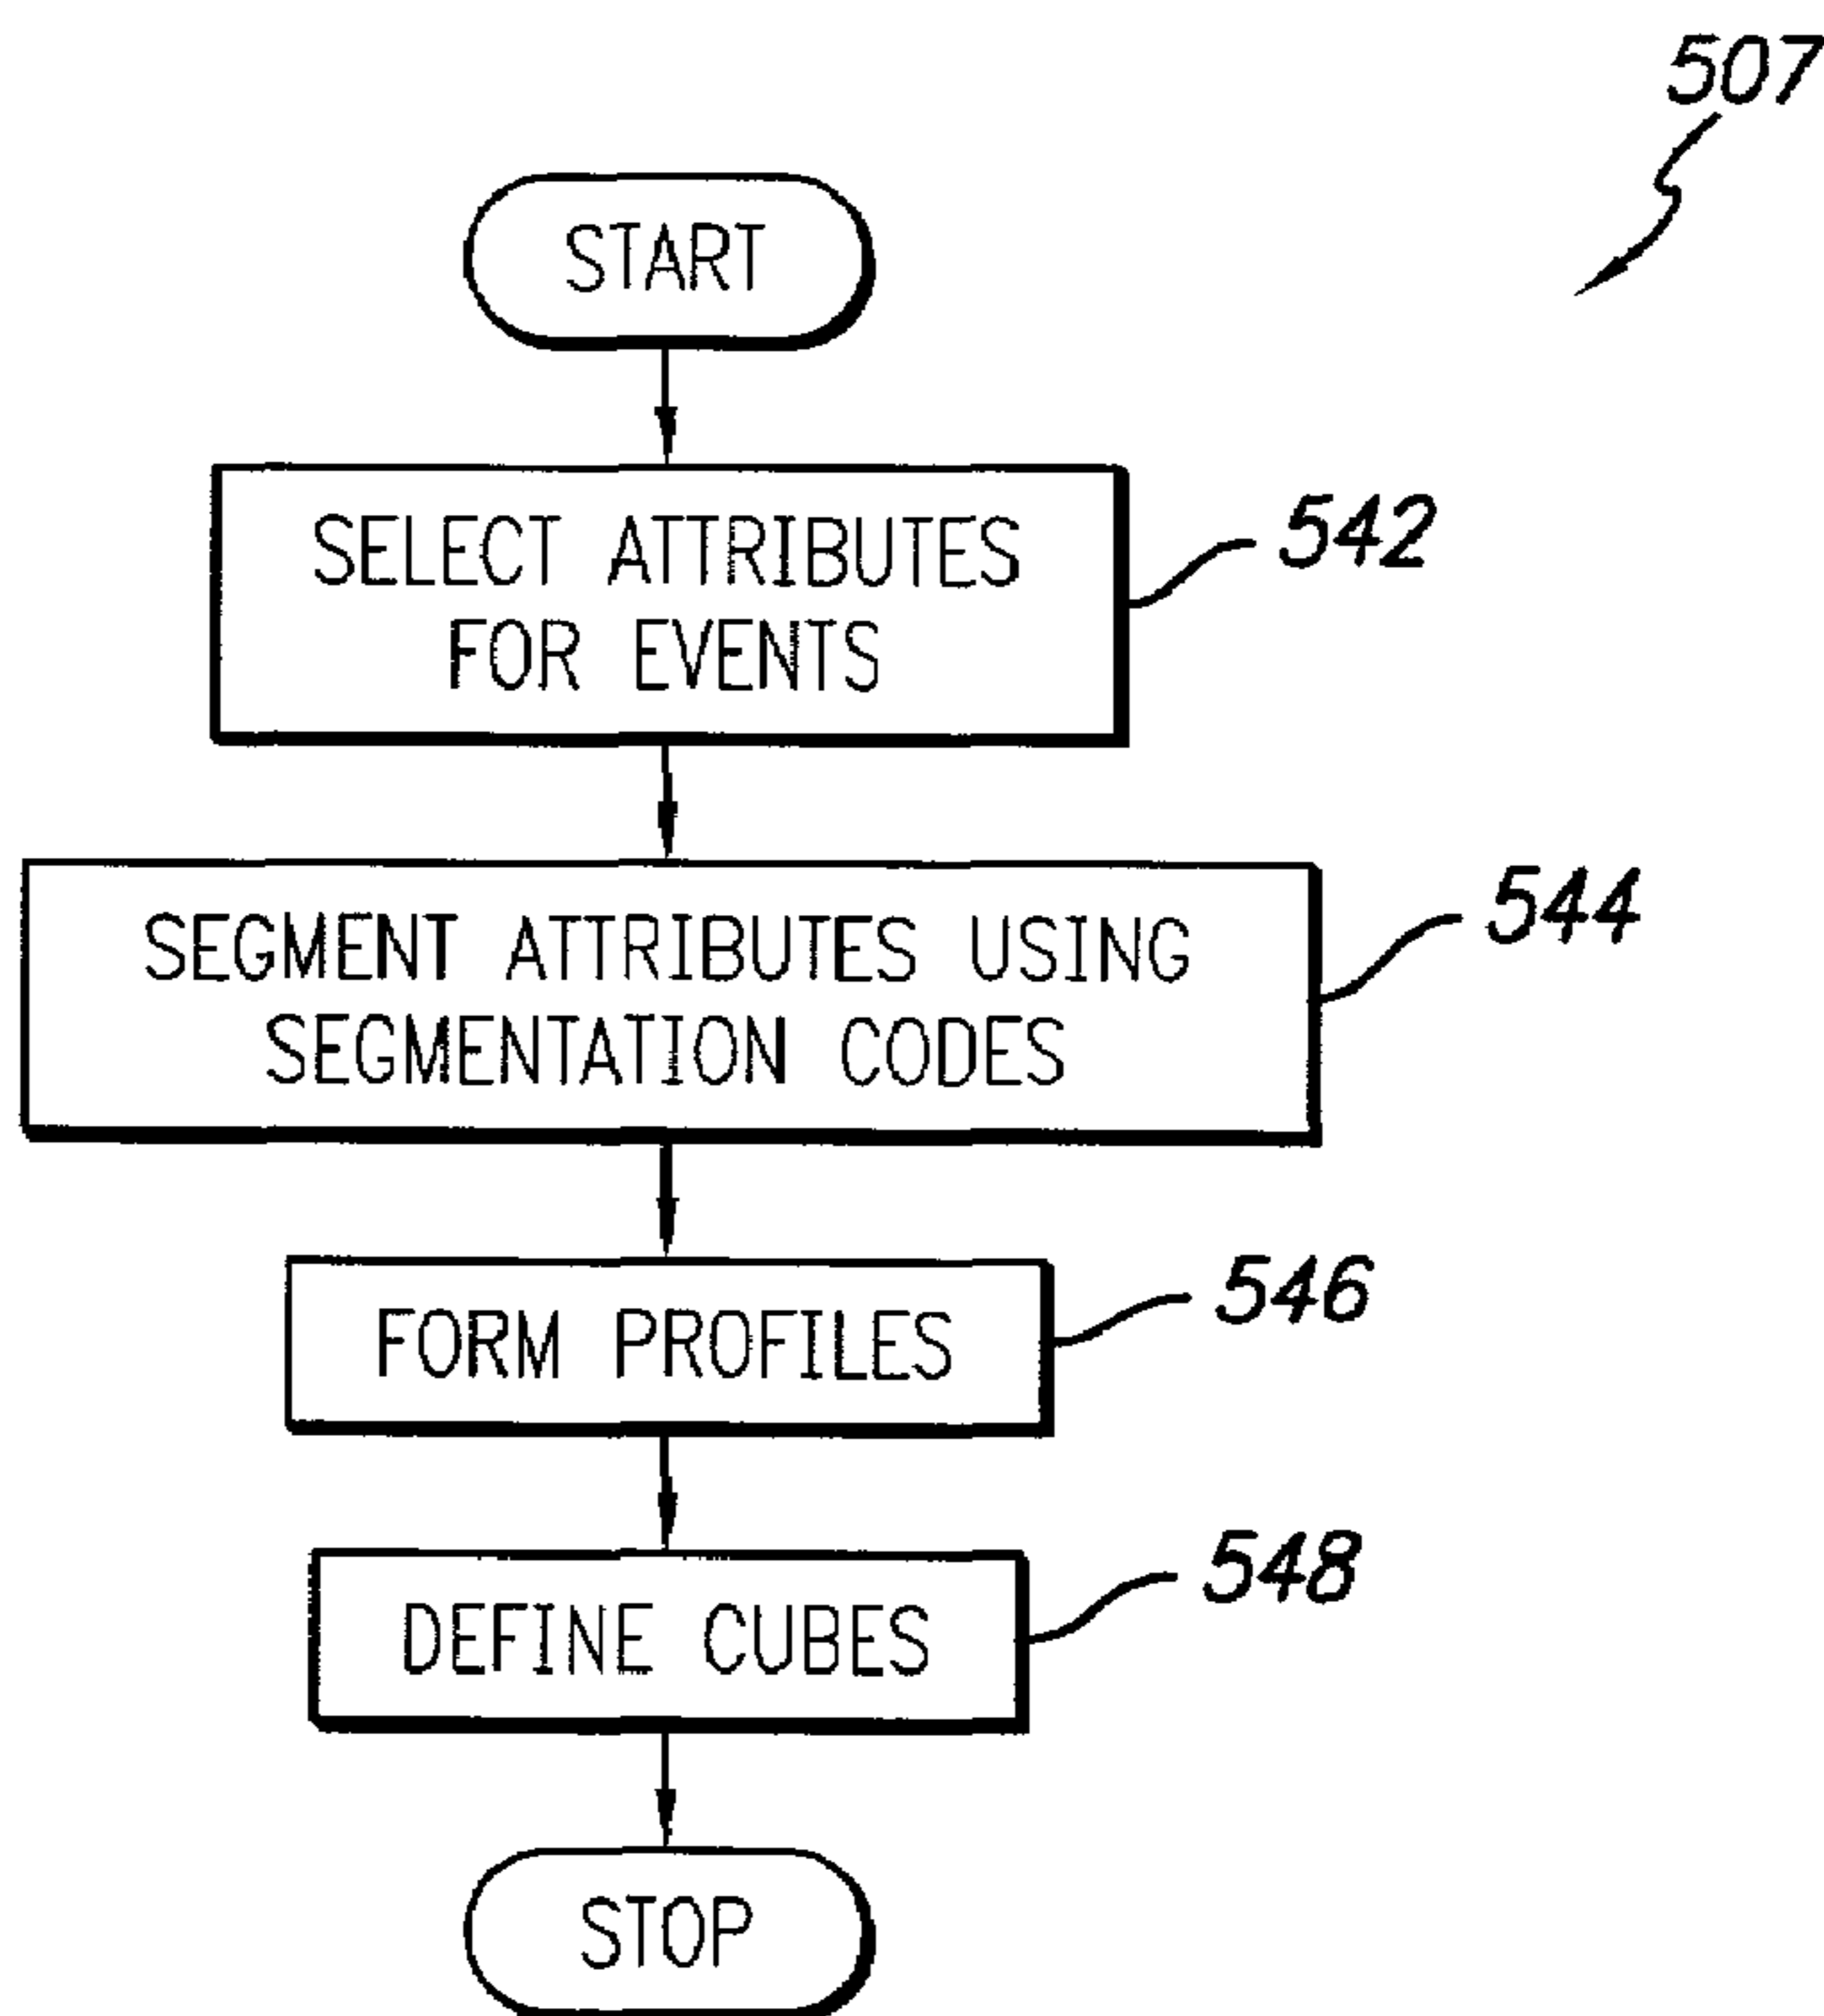 507
START
SELECT ATTRIBUTES
FOR EVENTS
542
SEGMENT ATTRIBUTES USING
SEGMENTATION CODES
544
FORM PROFILES
546
DEFINE CUBES
548
STOP